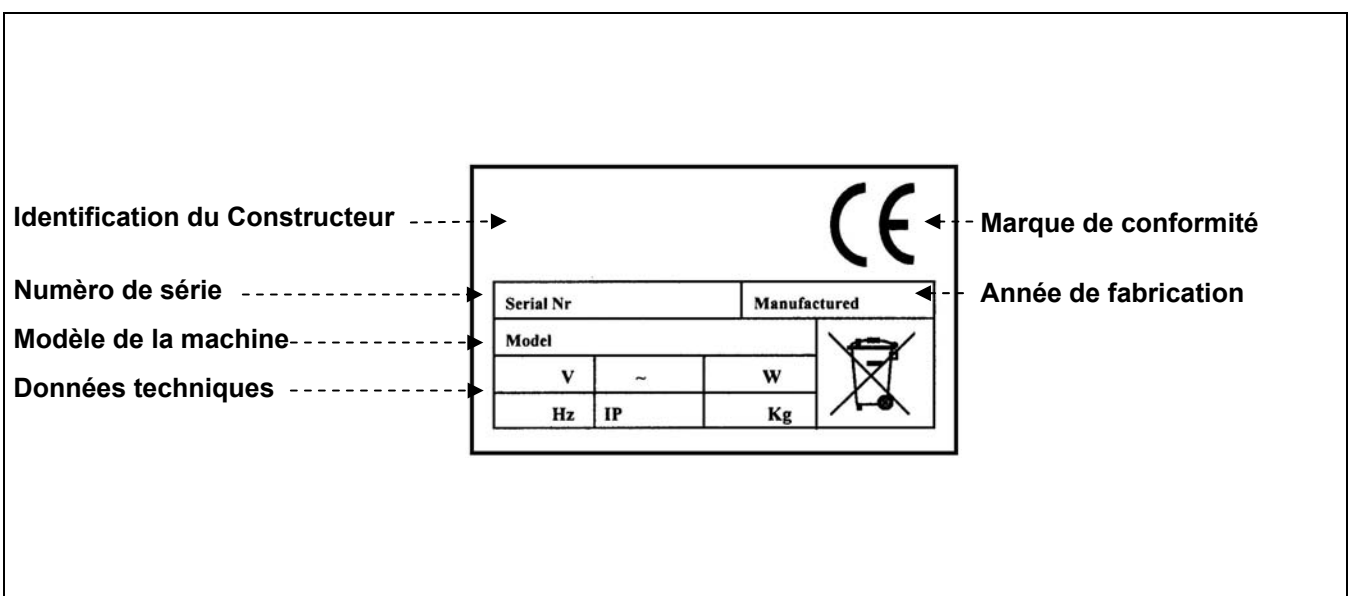 Identification du Constructeur
CE
Marque de conformité
Numèro de série
Serial Nr
Manufactured
Année de fabrication
Modèle de la machine
Model
Données techniques
V
~
W
Hz
IP
Kg